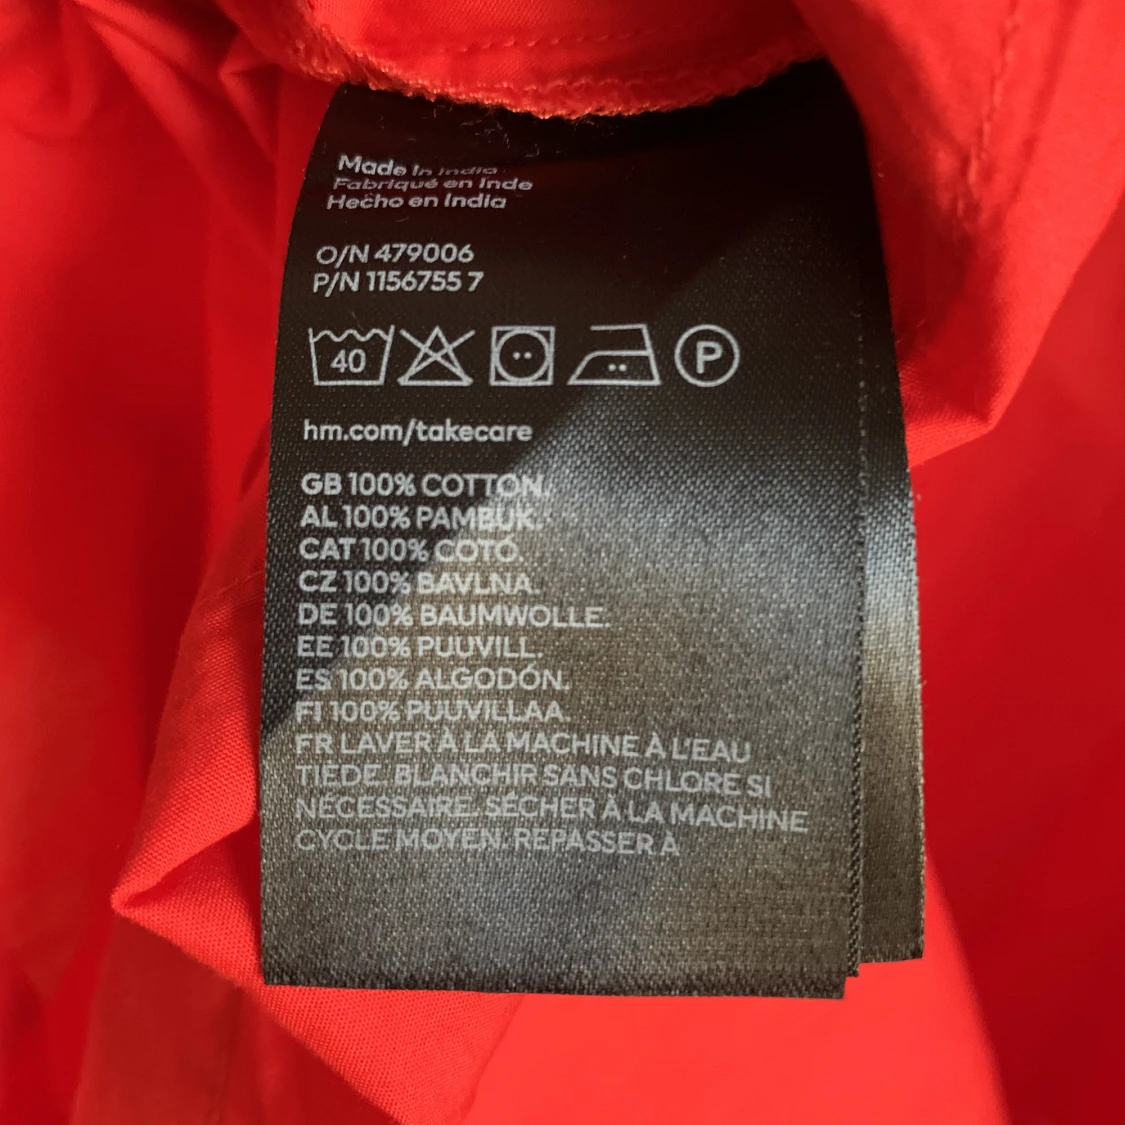 Made in India
Fabriqué en Inde
Hecho en India
O/N 479006
P/N 1156755 7
40
P
hm.com/takecare
GB 100% COTTON.
AL 100% PAMBUK.
CAT 100% COTÓ.
CZ 100% BAVLNA.
DE 100% BAUMWOLLE.
EE 100% PUUVILL.
ES 100% ALGODÓN.
FI 100% PUUVILLAA.
FR LAVER À LA MACHINE À L'EAU
TIÈDE. BLANCHIR SANS CHLORE SI
NÉCESSAIRE. SÉCHER À LA MACHINE
CYCLE MOYEN. REPASSER À